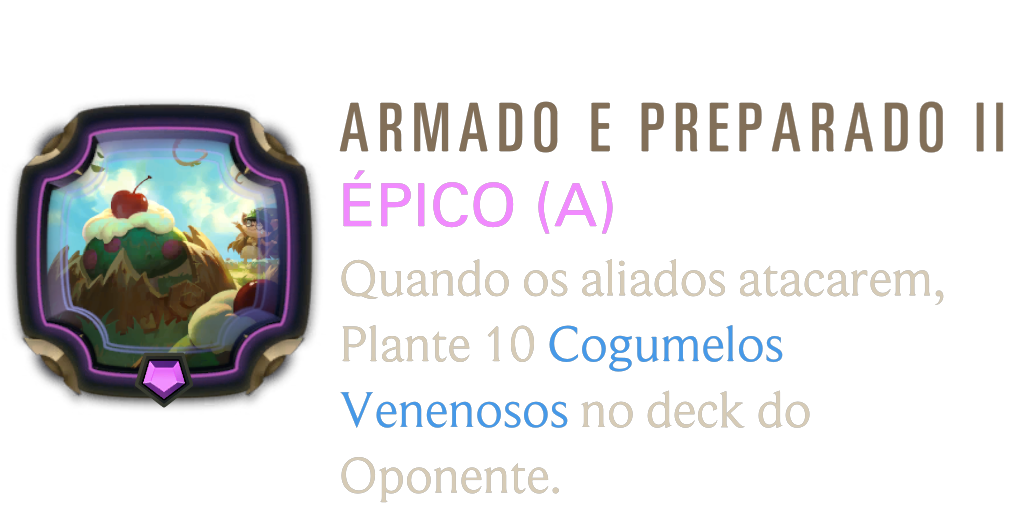 ARMADO E PREPARADO II
ÉPICO (A)
Quando os aliados atacarem,
Plante 10 Cogumelos
Venenosos no deck do
Oponente.